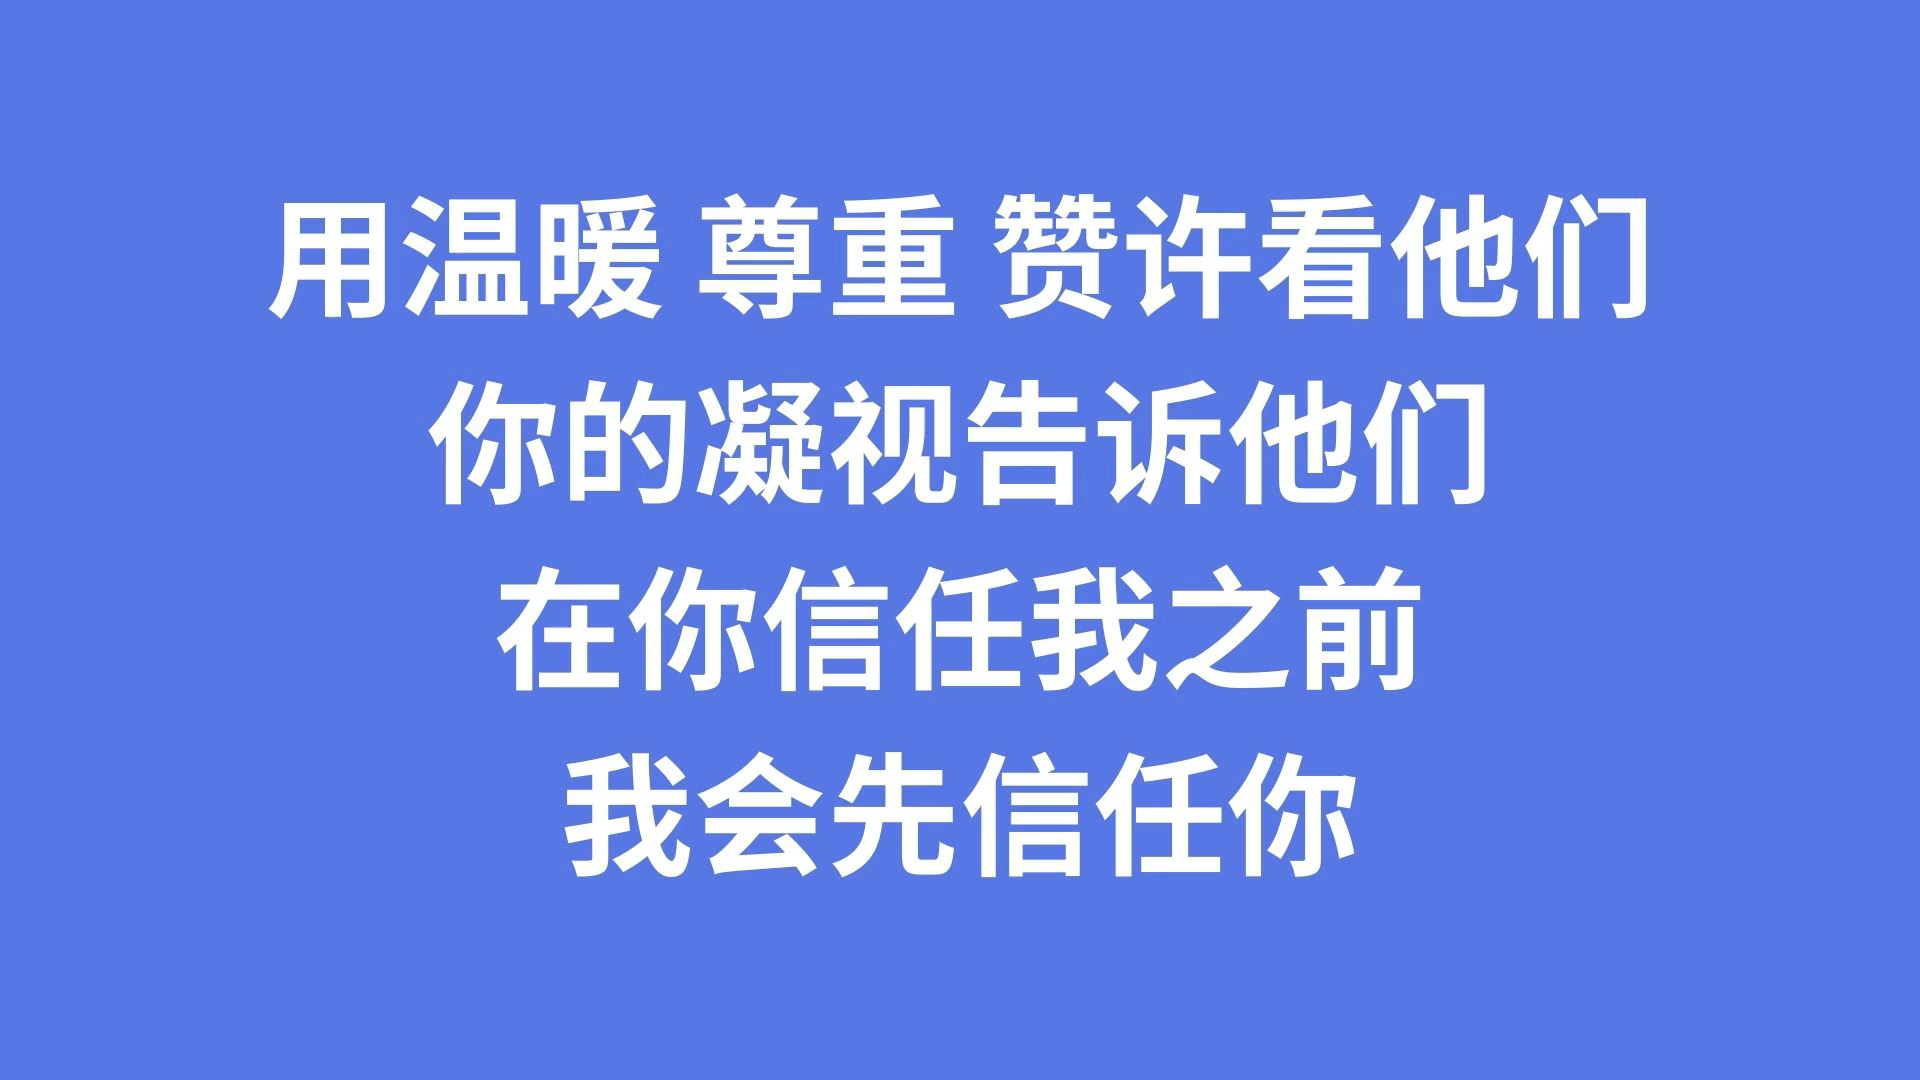 用温暖 尊重 赞许看他们
你的凝视告诉他们
在你信任我之前
我会先信任你